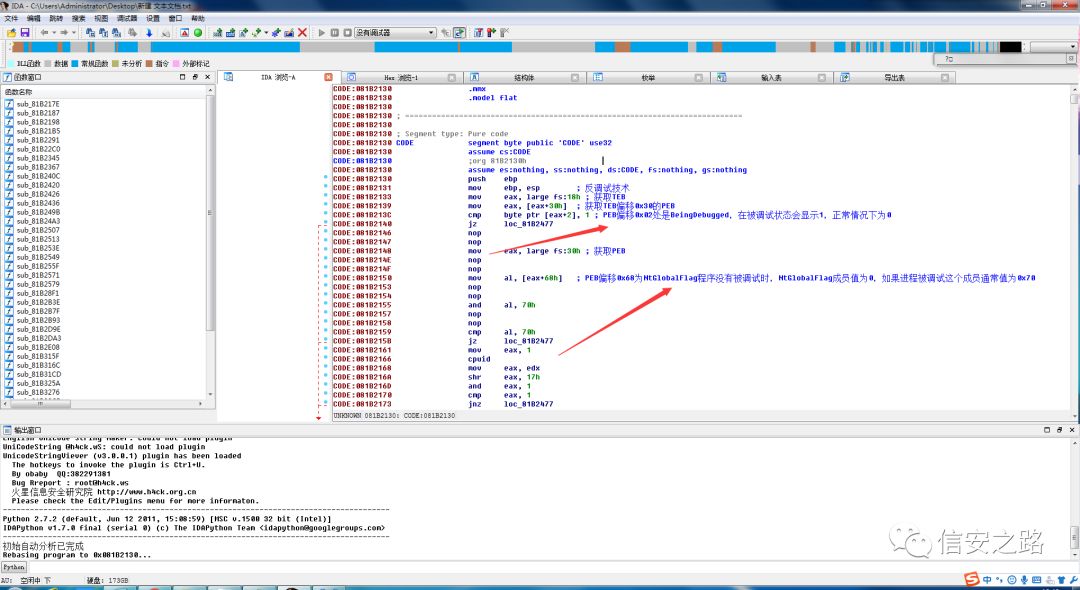 IDA - C:\Users\Administrator\Desktop\新建 文本文档.txt
文件 编辑 跳转 搜索 视图 调试器 设置 窗口 帮助
没有调试器
以L函数 数据 常规函数 未分析 指令 外部标记
函数窗口
函数名称
sub_81B217E
sub_81B2187
sub_81B2198
sub_81B21B5
sub_81B2291
sub_81B22C0
sub_81B2345
sub_81B2367
sub_81B240C
sub_81B2420
sub_81B2426
sub_81B2436
sub_81B249B
sub_81B24A3
sub_81B2507
sub_81B2513
sub_81B253E
sub_81B2549
sub_81B255F
sub_81B2571
sub_81B2579
sub_81B28F1
sub_81B2B3E
sub_81B2B7F
sub_81B2B93
sub_81B2D9E
sub_81B2DA3
sub_81B2E08
sub_81B315F
sub_81B316C
sub_81B31CD
sub_81B325A
sub_81B3276
IDA 浏览-A Hex 浏览-1 结构体 枚举 输入表 导出表
CODE:081B2130 .mmx
CODE:081B2130 .model flat
CODE:081B2130
CODE:081B2130 ; ===========================================================================
CODE:081B2130
CODE:081B2130 ; Segment type: Pure code
CODE:081B2130 CODE segment byte public 'CODE' use32
CODE:081B2130 assume cs:CODE
CODE:081B2130 ;org 81B2130h
CODE:081B2130 assume es:nothing, ss:nothing, ds:CODE, fs:nothing, gs:nothing
CODE:081B2130 push ebp
CODE:081B2131 mov ebp, esp ; 反调试技术
CODE:081B2133 mov eax, large fs:18h ; 获取TEB
CODE:081B2139 mov eax, [eax+30h] ; 获取TEB偏移0x30的PEB
CODE:081B213C cmp byte ptr [eax+2], 1 ; PEB偏移0x02处是BeingDebugged，在被调试状态会显示1，正常情况下为0
CODE:081B2140 jz loc_81B2477
CODE:081B2146 nop
CODE:081B2147 nop
CODE:081B2148 mov eax, large fs:30h ; 获取PEB
CODE:081B214E nop
CODE:081B214F nop
CODE:081B2150 mov al, [eax+68h] ; PEB偏移0x68为NtGlobalFlag程序没有被调试时，NtGlobalFlag成员值为0，如果进程被调试这个成员通常值为0x70
CODE:081B2153 nop
CODE:081B2154 nop
CODE:081B2155 and al, 70h
CODE:081B2157 nop
CODE:081B2158 nop
CODE:081B2159 cmp al, 70h
CODE:081B215B jz loc_81B2477
CODE:081B2161 mov eax, 1
CODE:081B2166 cpuid
CODE:081B2168 mov eax, edx
CODE:081B216A shr eax, 17h
CODE:081B216D and eax, 1
CODE:081B2170 cmp eax, 1
CODE:081B2173 jnz loc_81B2477
UNKNOWN 081B2130: CODE:081B2130
输出窗口
English Unicode String Maker: could not load plugin
UniCodeString @h4ck.wS: could not load plugin
UnicodeStringViewer (v3.0.0.1) plugin has been loaded
The hotkeys to invoke the plugin is Ctrl+U.
By obaby QQ:382291381
Bug Rreport : root@h4ck.ws
火星信息安全研究院 http://www.h4ck.org.cn
Please check the Edit/Plugins menu for more informaton.
Python 2.7.2 (default, Jun 12 2011, 15:08:59) [MSC v.1500 32 bit (Intel)]
IDAPython v1.7.0 final (serial 0) (c) The IDAPython Team <idapython@googlegroups.com>
初始自动分析已完成
Rebasing program to 0x081B2130...
Python
AU: 空闲中 下 硬盘: 173GB
信安之路
中